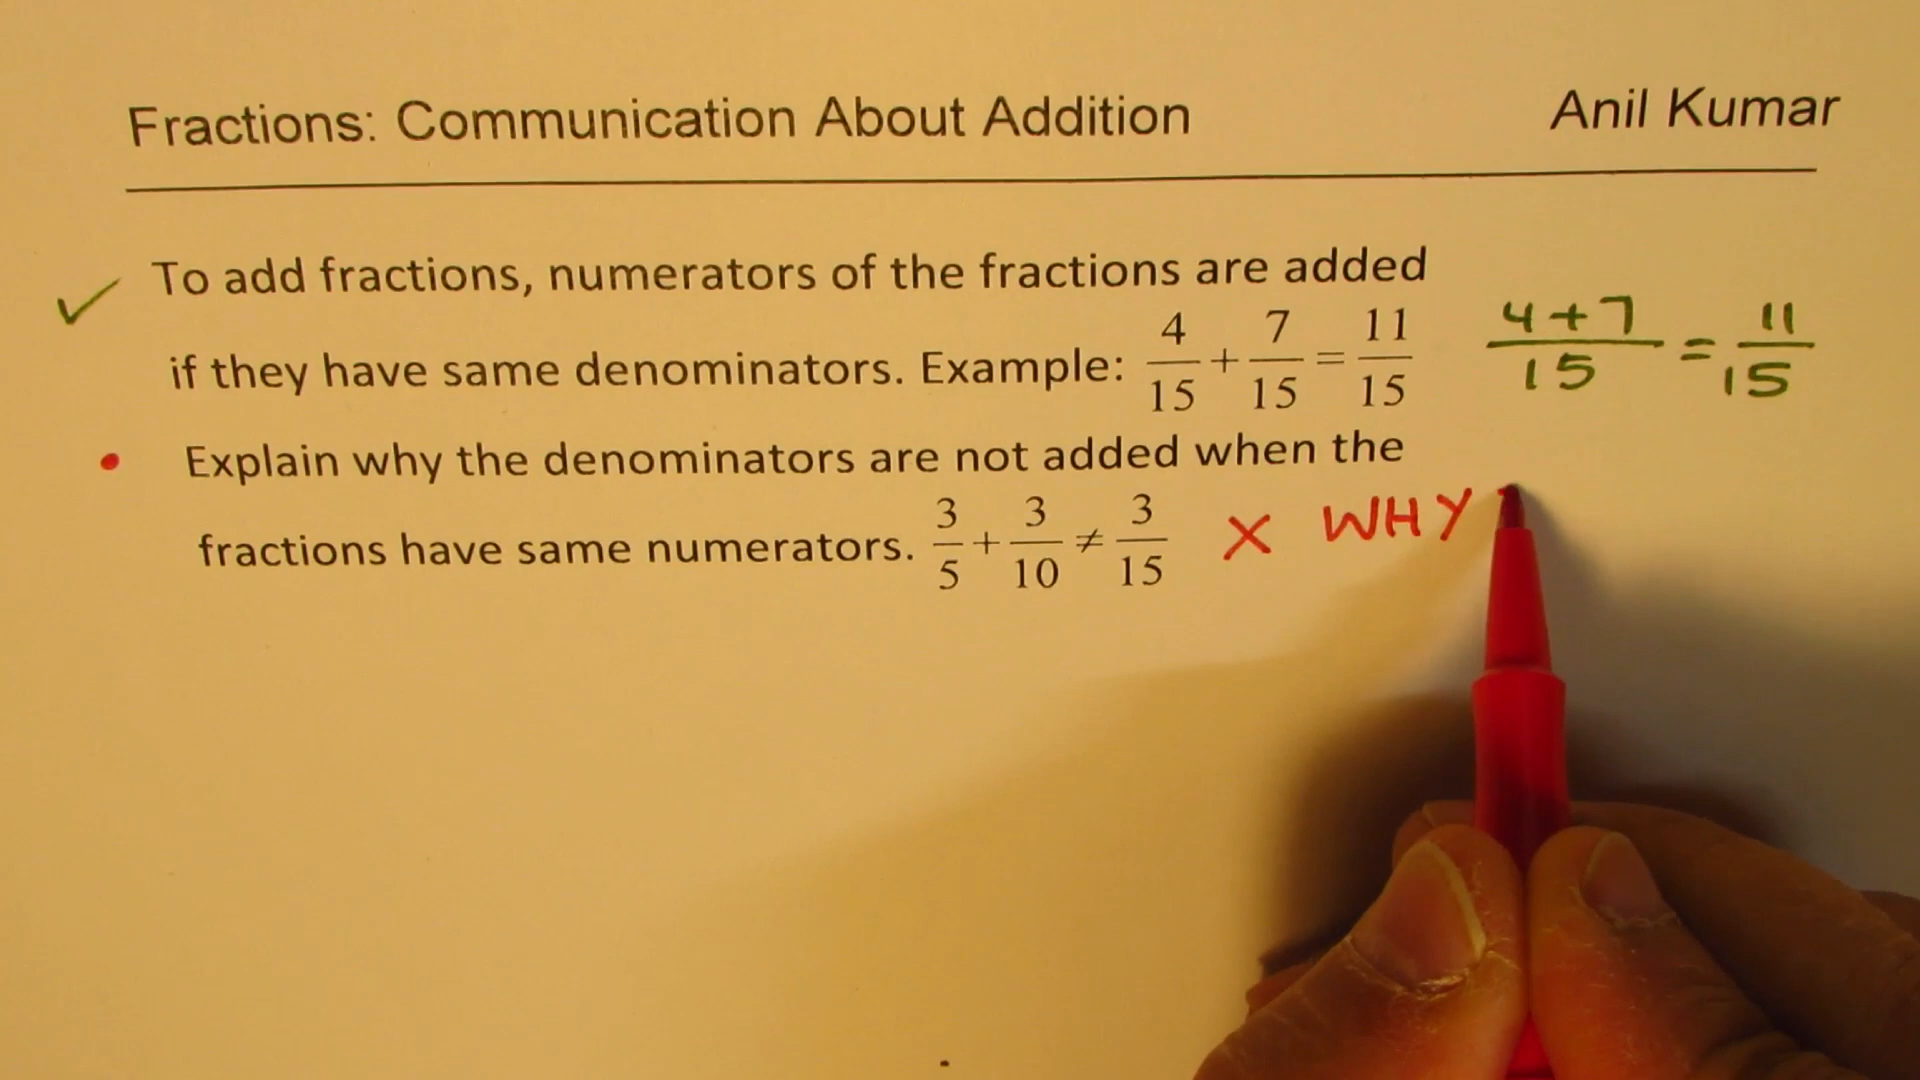 Fractions: Communication About Addition Anil Kumar
✓ To add fractions, numerators of the fractions are added
if they have same denominators. Example: 4/15 + 7/15 = 11/15 (4+7)/15 = 11/15
• Explain why the denominators are not added when the
fractions have same numerators. 3/5 + 3/10 ≠ 3/15 X WHY